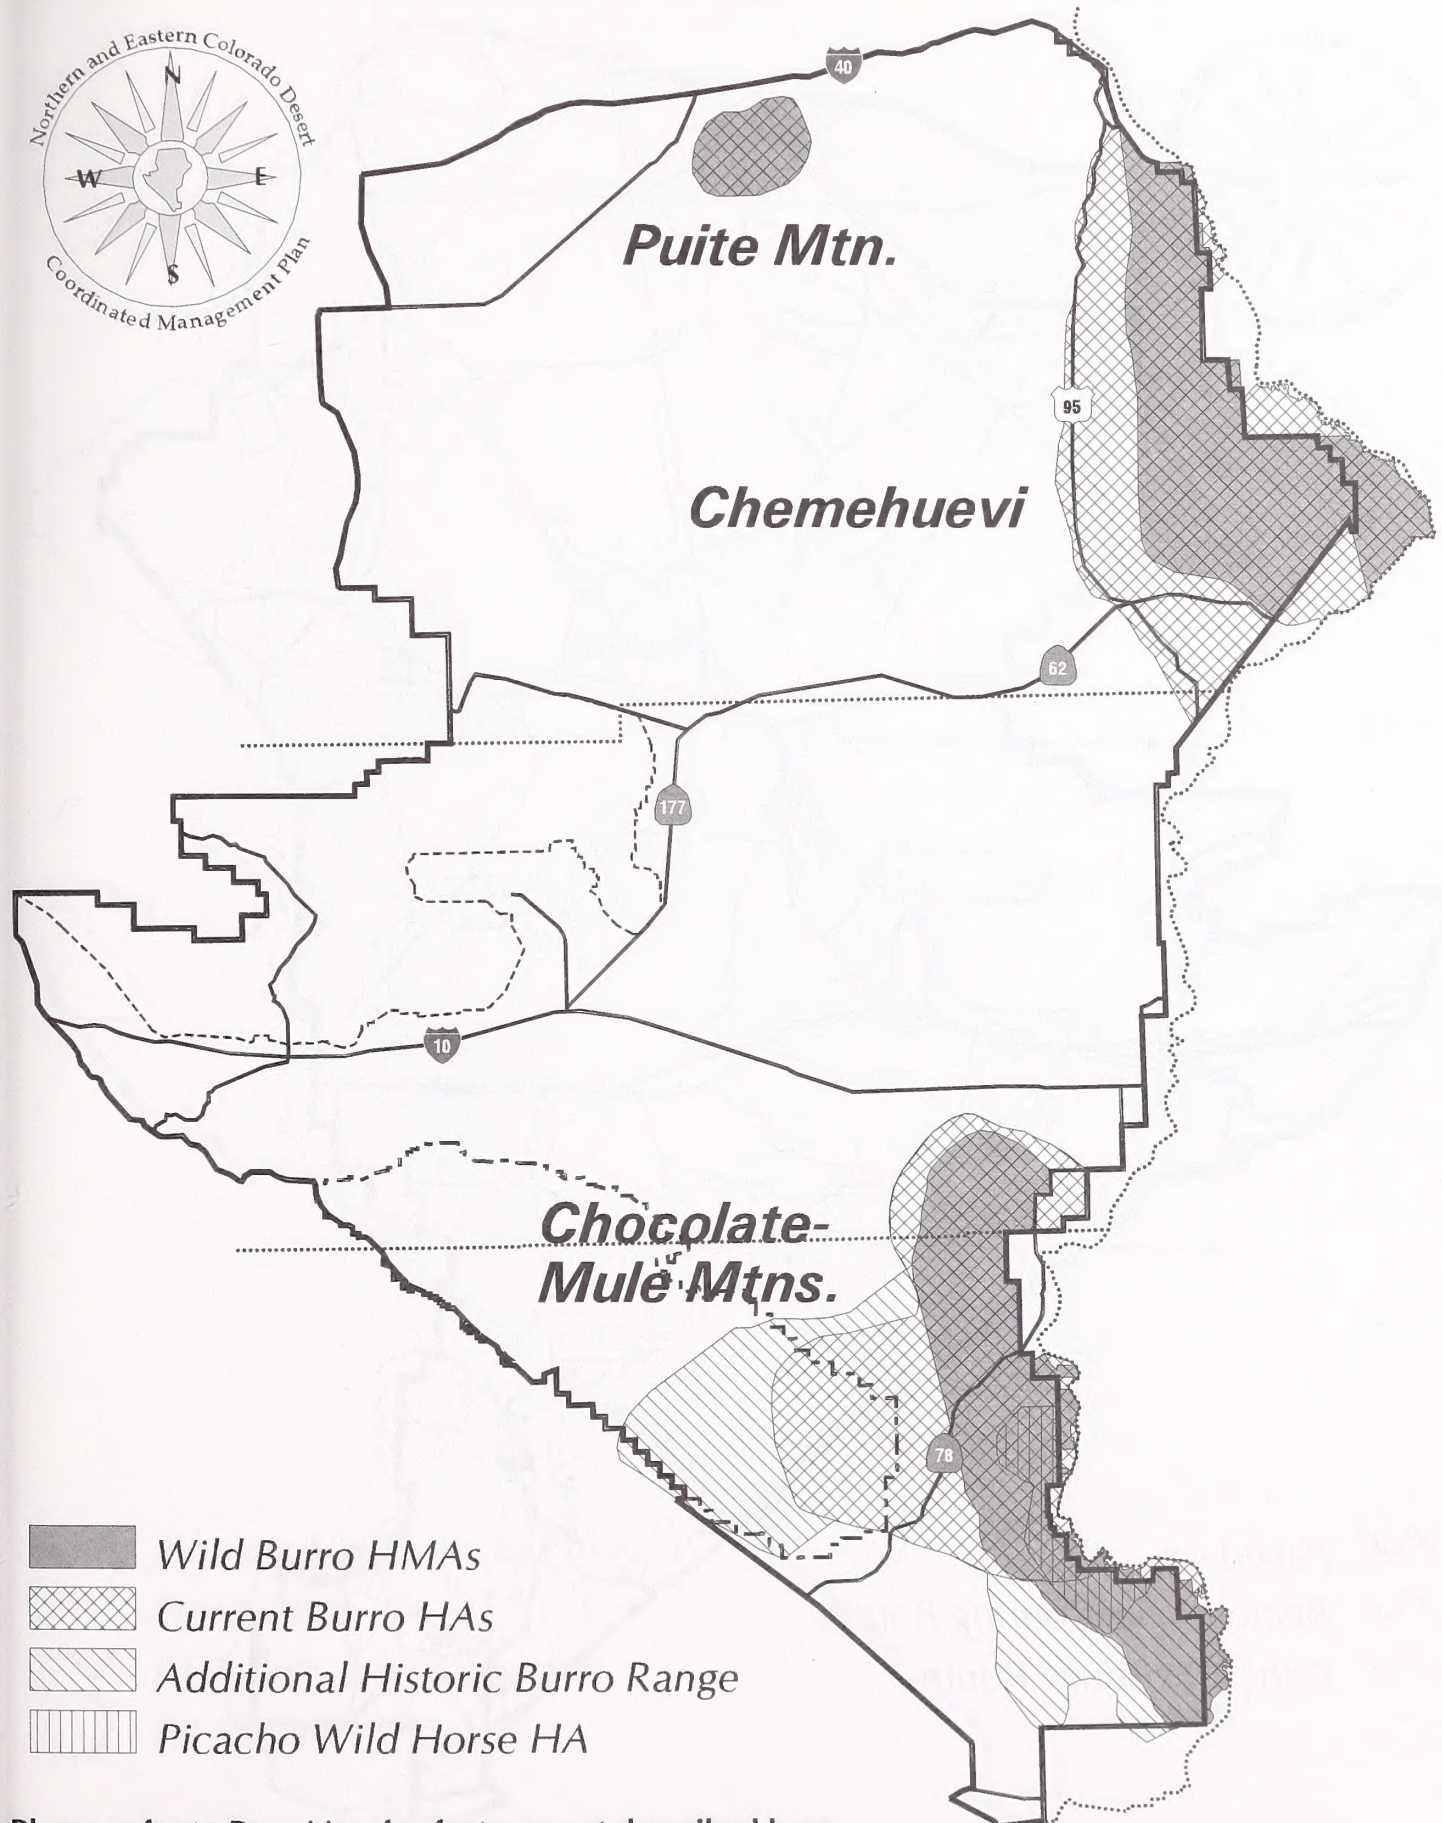 Northern and Eastern Colorado Desert
N
W
E
S
Coordinated Management Plan
40
Puite Mtn.
95
Chemehuevi
62
177
10
Chocolate-
Mule Mtns.
78
Wild Burro HMAs
Current Burro HAs
Additional Historic Burro Range
Picacho Wild Horse HA